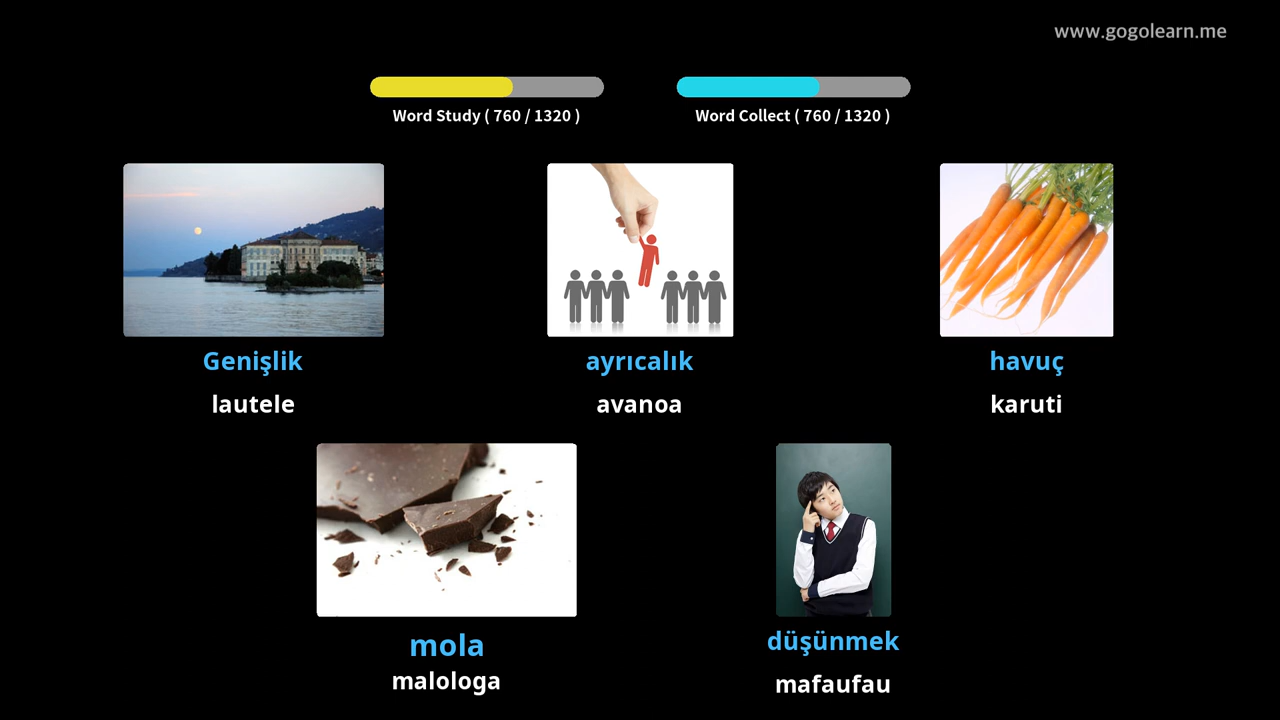 www.gogolearn.me
Word Study ( 760 / 1320 )
Word Collect ( 760 / 1320 )
Genişlik
lautele
ayrıcalık
avanoa
havuç
karuti
mola
malologa
düşünmek
mafaufau